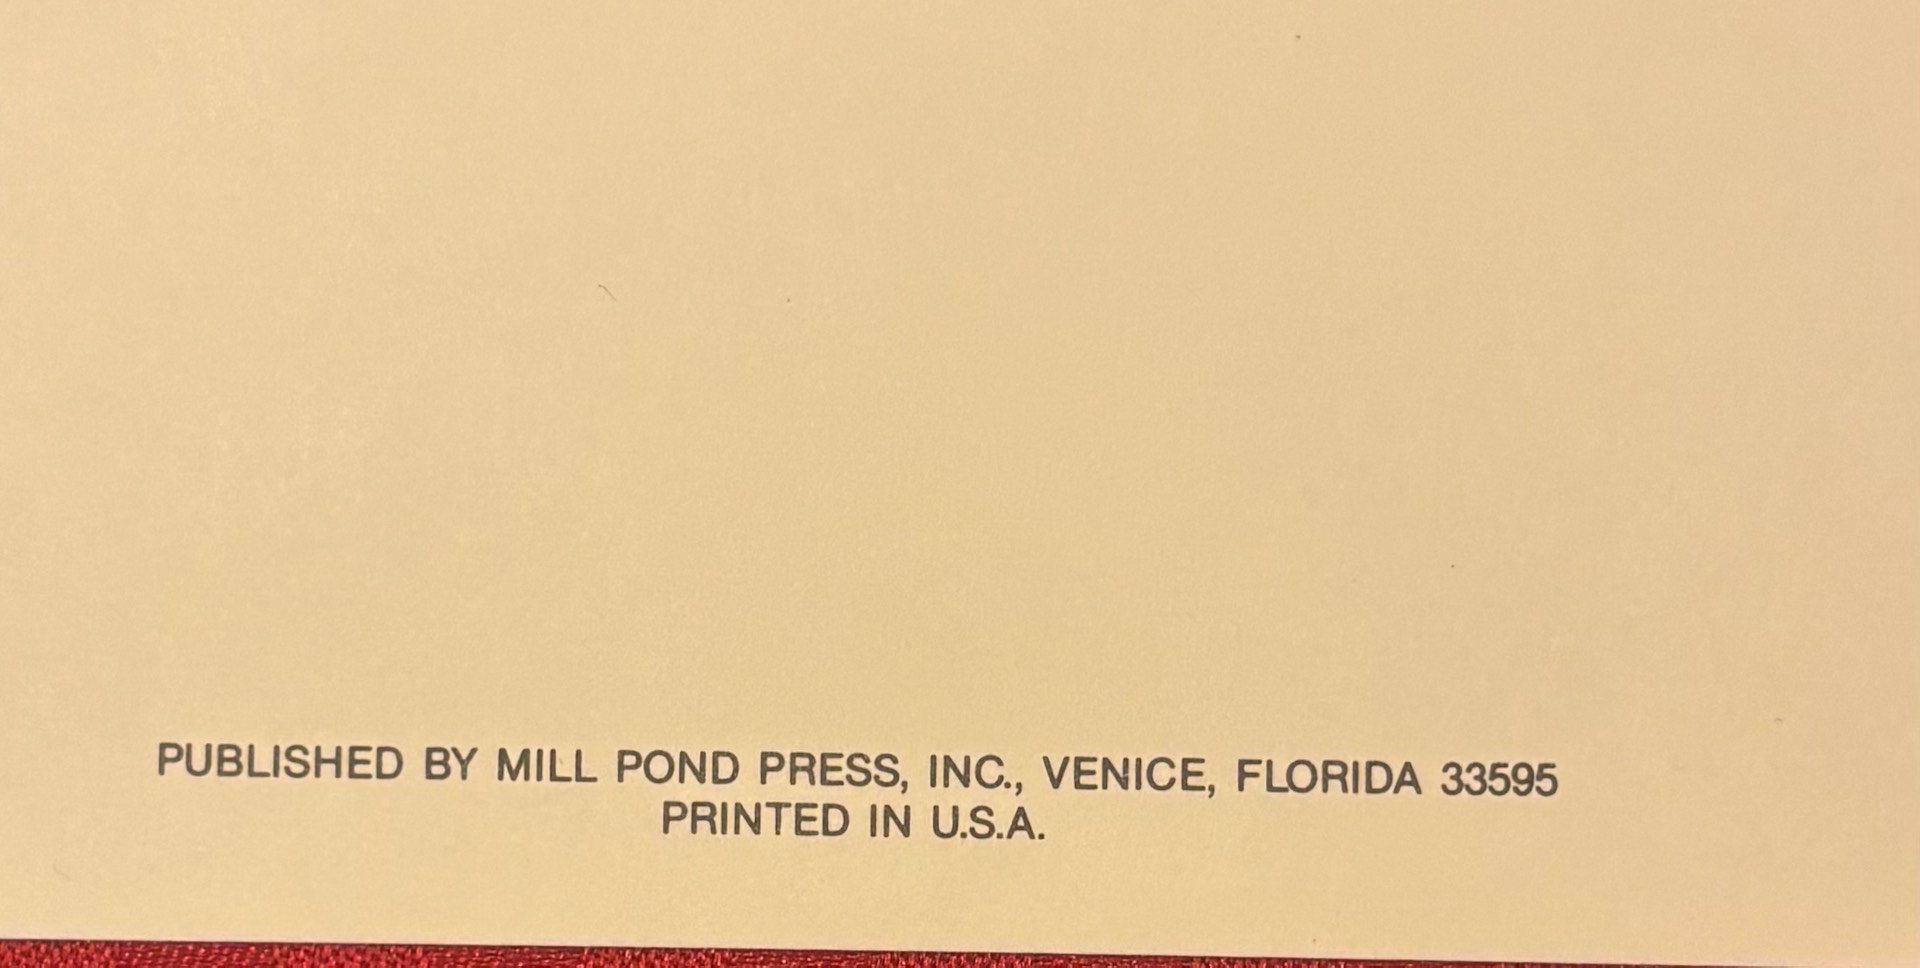 PUBLISHED BY MILL POND PRESS, INC., VENICE, FLORIDA 33595
PRINTED IN U.S.A.